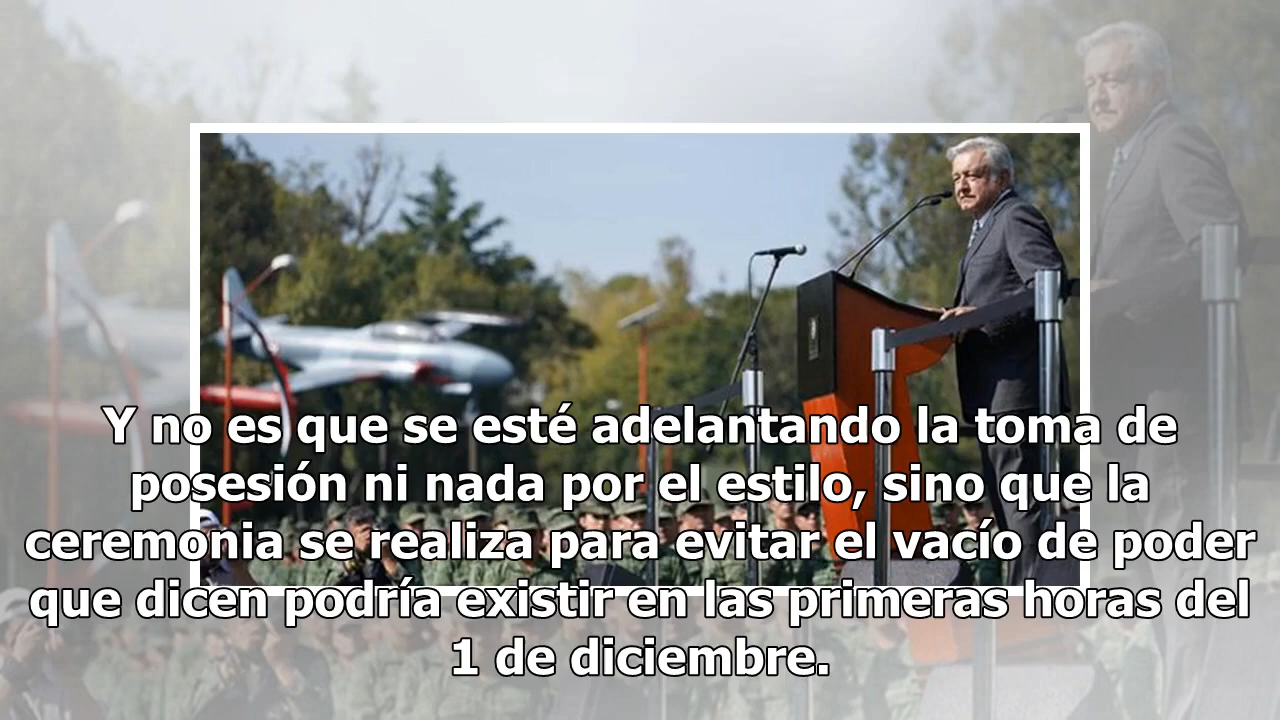 Y no es que se esté adelantando la toma de
posesión ni nada por el estilo, sino que la
ceremonia se realiza para evitar el vacío de poder
que dicen podría existir en las primeras horas del
1 de diciembre.